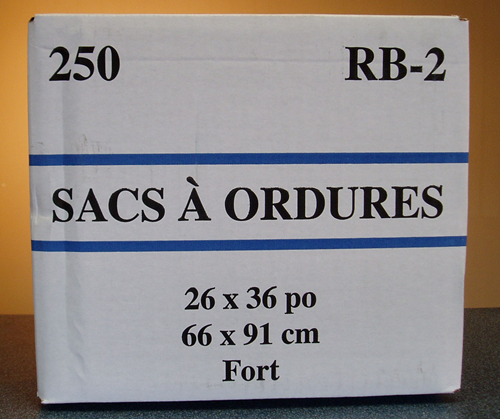 250 RB-2
SACS À ORDURES
26 x 36 po
66 x 91 cm
Fort